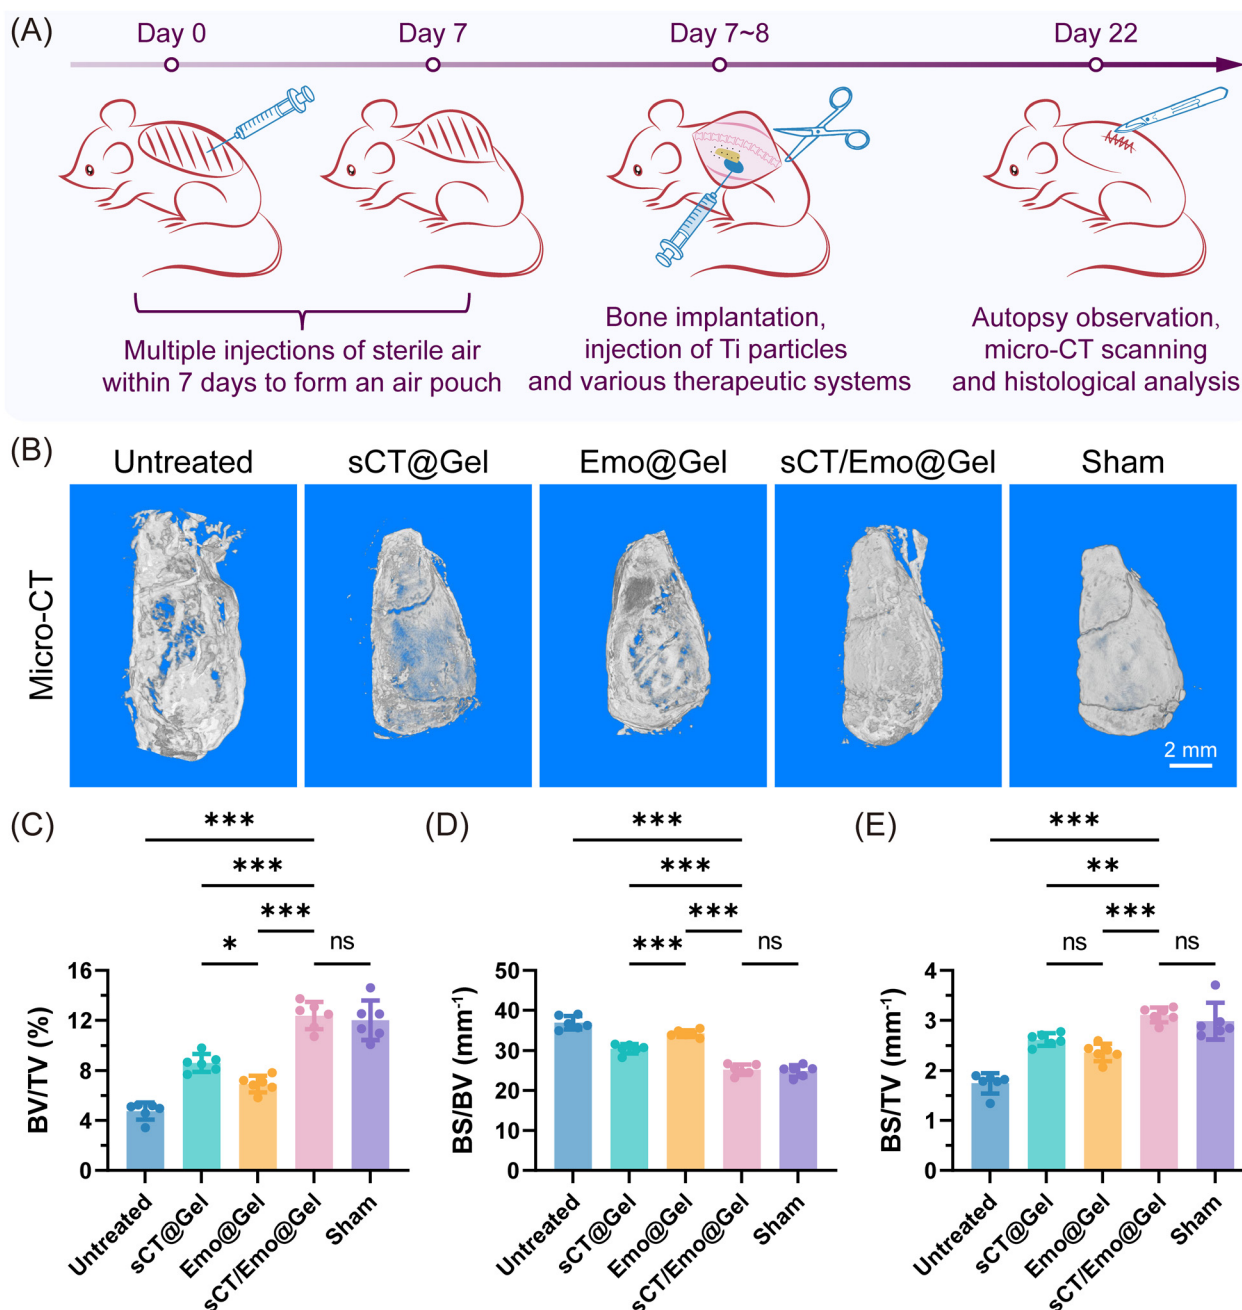 (A)
Day 0
Day 7
Day 7~8
Day 22
Multiple injections of sterile air
within 7 days to form an air pouch
Bone implantation,
injection of Ti particles
and various therapeutic systems
Autopsy observation,
micro-CT scanning
and histological analysis
(B)
Untreated
sCT@Gel
Emo@Gel
sCT/Emo@Gel
Sham
Micro-CT
2 mm
(C)
***
***
***
*
ns
BV/TV (%)
16
12
8
4
0
Untreated
sCT@Gel
Emo@Gel
sCT/Emo@Gel
Sham
(D)
***
***
***
***
ns
BS/BV (mm⁻¹)
50
40
30
20
10
0
Untreated
sCT@Gel
Emo@Gel
sCT/Emo@Gel
Sham
(E)
***
**
***
ns
ns
BS/TV (mm⁻¹)
4
3
2
1
0
Untreated
sCT@Gel
Emo@Gel
sCT/Emo@Gel
Sham